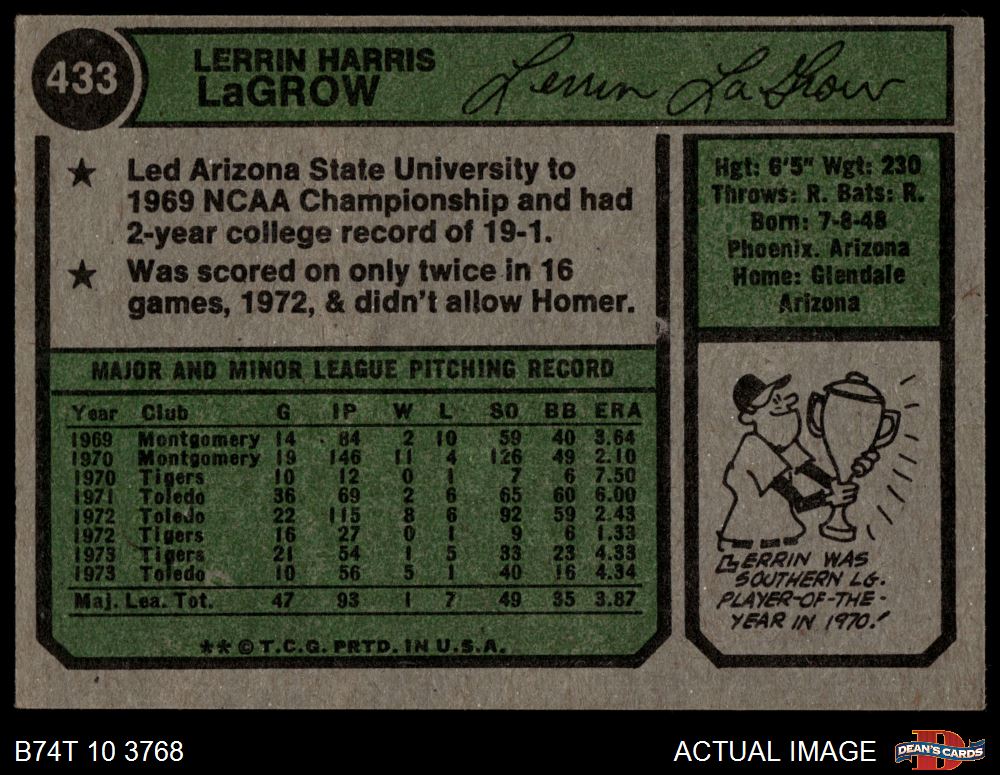 433
LERRIN HARRIS
LaGROW
Lerrin LaGrow
★ Led Arizona State University to
1969 NCAA Championship and had
2-year college record of 19-1.
★ Was scored on only twice in 16
games, 1972, & didn't allow Homer.
Hgt: 6'5" Wgt: 230
Throws: R. Bats: R.
Born: 7-8-48
Phoenix. Arizona
Home: Glendale
Arizona
MAJOR AND MINOR LEAGUE PITCHING RECORD
Year Club G IP W L SO BB ERA
1969 Montgomery 14 84 2 10 59 40 3.64
1970 Montgomery 19 146 11 4 126 49 2.10
1970 Tigers 10 12 0 1 7 6 7.50
1971 Toledo 36 69 2 6 65 60 6.00
1972 Toledo 22 115 8 6 92 59 2.43
1972 Tigers 16 27 0 1 9 6 1.33
1973 Tigers 21 54 1 5 33 23 4.33
1973 Toledo 10 56 5 1 40 16 4.34
Maj. Lea. Tot. 47 93 1 7 49 35 3.87
** © T.C.G. PRTD. IN U.S.A.
LERRIN WAS
SOUTHERN LG.
PLAYER-OF-THE-
YEAR IN 1970!
B74T 10 3768
ACTUAL IMAGE
DEAN'S CARDS